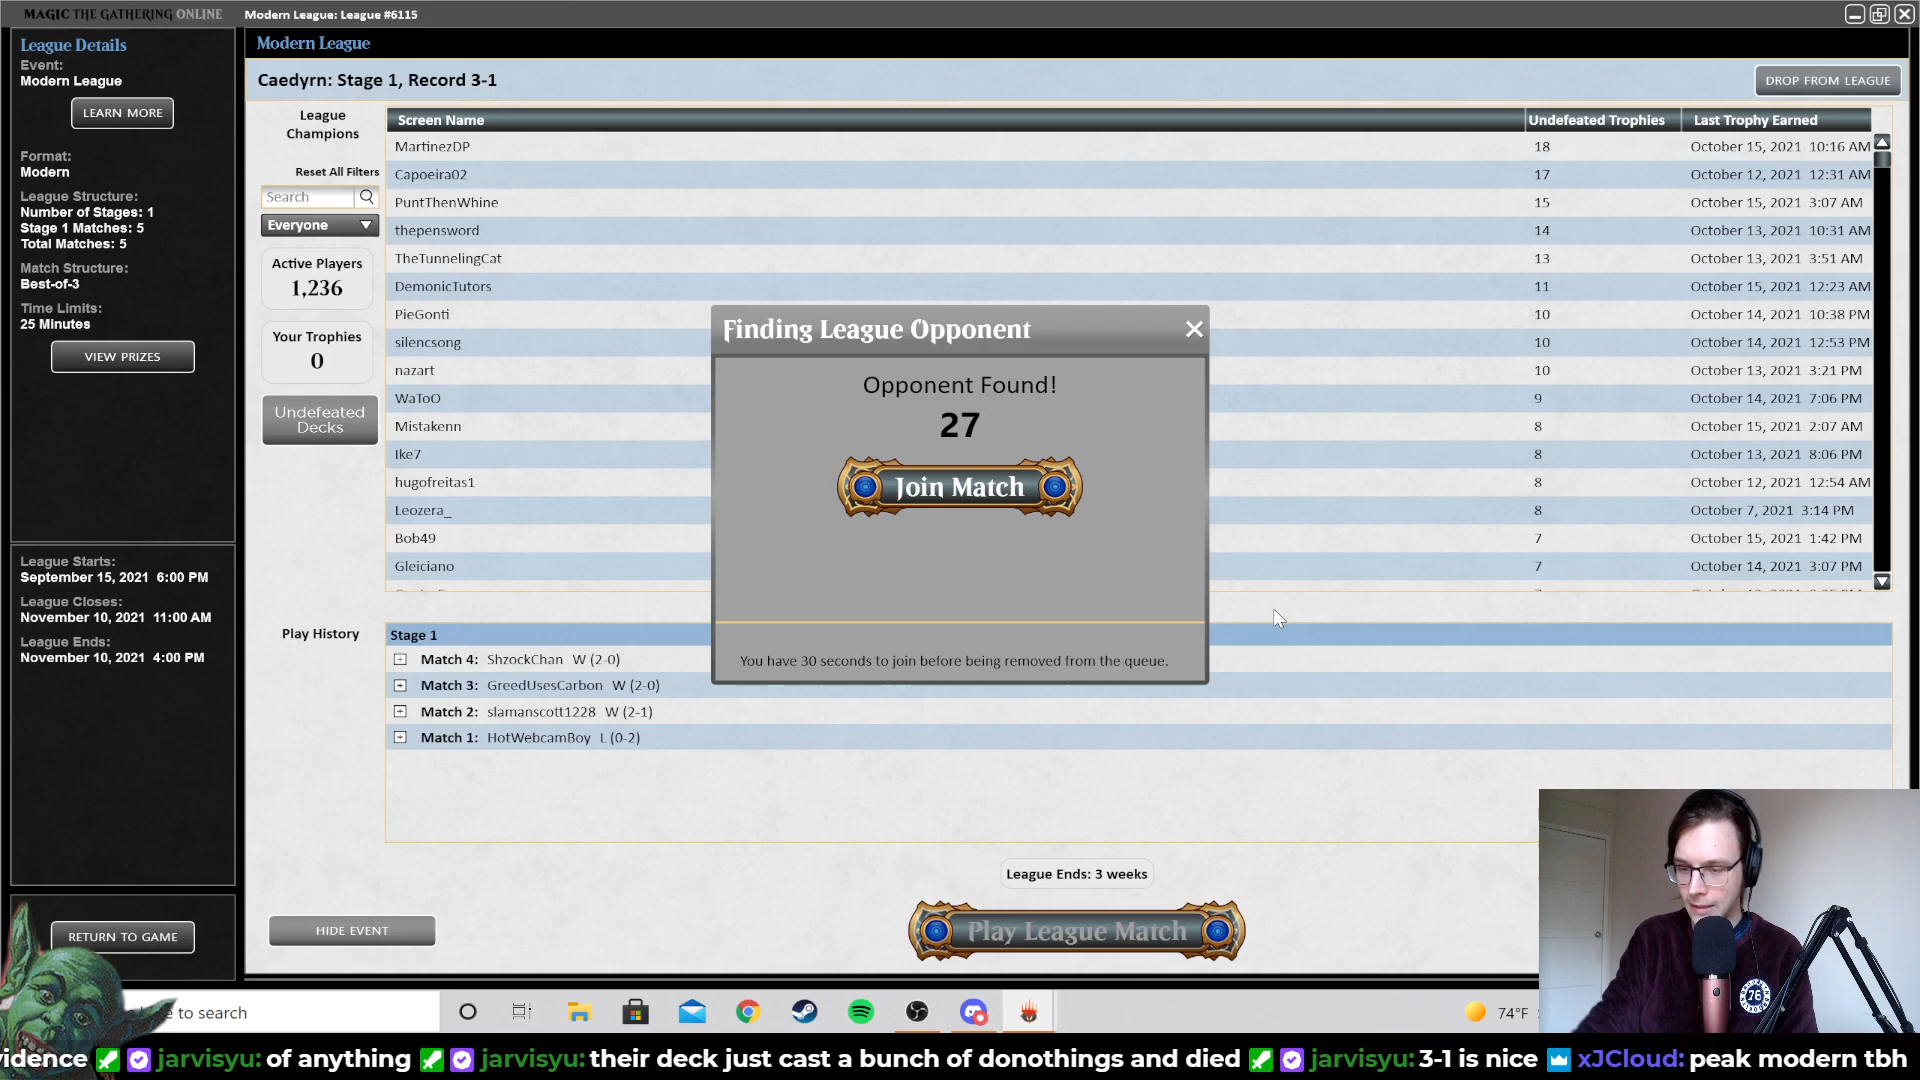 MAGIC THE GATHERING ONLINE
Modern League: League #6115
League Details
Event:
Modern League
LEARN MORE
Format:
Modern
League Structure:
Number of Stages: 1
Stage 1 Matches: 5
Total Matches: 5
Match Structure:
Best-of-3
Time Limits:
25 Minutes
VIEW PRIZES
League Starts:
September 15, 2021 6:00 PM
League Closes:
November 10, 2021 11:00 AM
League Ends:
November 10, 2021 4:00 PM
RETURN TO GAME
Modern League
Caedyrn: Stage 1, Record 3-1
DROP FROM LEAGUE
League
Champions
Reset All Filters
Search
Everyone
Active Players
1,236
Your Trophies
0
Undefeated
Decks
Screen Name Undefeated Trophies Last Trophy Earned
MartinezDP 18 October 15, 2021 10:16 AM
Capoeira02 17 October 12, 2021 12:31 AM
PuntThenWhine 15 October 15, 2021 3:07 AM
thepensword 14 October 13, 2021 10:31 AM
TheTunnelingCat 13 October 13, 2021 3:51 AM
DemonicTutors 11 October 15, 2021 12:23 AM
PieGonti 10 October 14, 2021 10:38 PM
silencsong 10 October 14, 2021 12:53 PM
nazart 10 October 13, 2021 3:21 PM
WaToO 9 October 14, 2021 7:06 PM
Mistakenn 8 October 15, 2021 2:07 AM
Ike7 8 October 13, 2021 8:06 PM
hugofreitas1 8 October 12, 2021 12:54 AM
Leozera_ 8 October 7, 2021 3:14 PM
Bob49 7 October 15, 2021 1:42 PM
Gleiciano 7 October 14, 2021 3:07 PM
Finding League Opponent
Opponent Found!
27
Join Match
You have 30 seconds to join before being removed from the queue.
Play History
Stage 1
Match 4: ShzockChan W (2-0)
Match 3: GreedUsesCarbon W (2-0)
Match 2: slamanscott1228 W (2-1)
Match 1: HotWebcamBoy L (0-2)
League Ends: 3 weeks
HIDE EVENT
Play League Match
e to search
74°F
76
vidence jarvisyu: of anything jarvisyu: their deck just cast a bunch of donothings and died jarvisyu: 3-1 is nice xJCloud: peak modern tbh